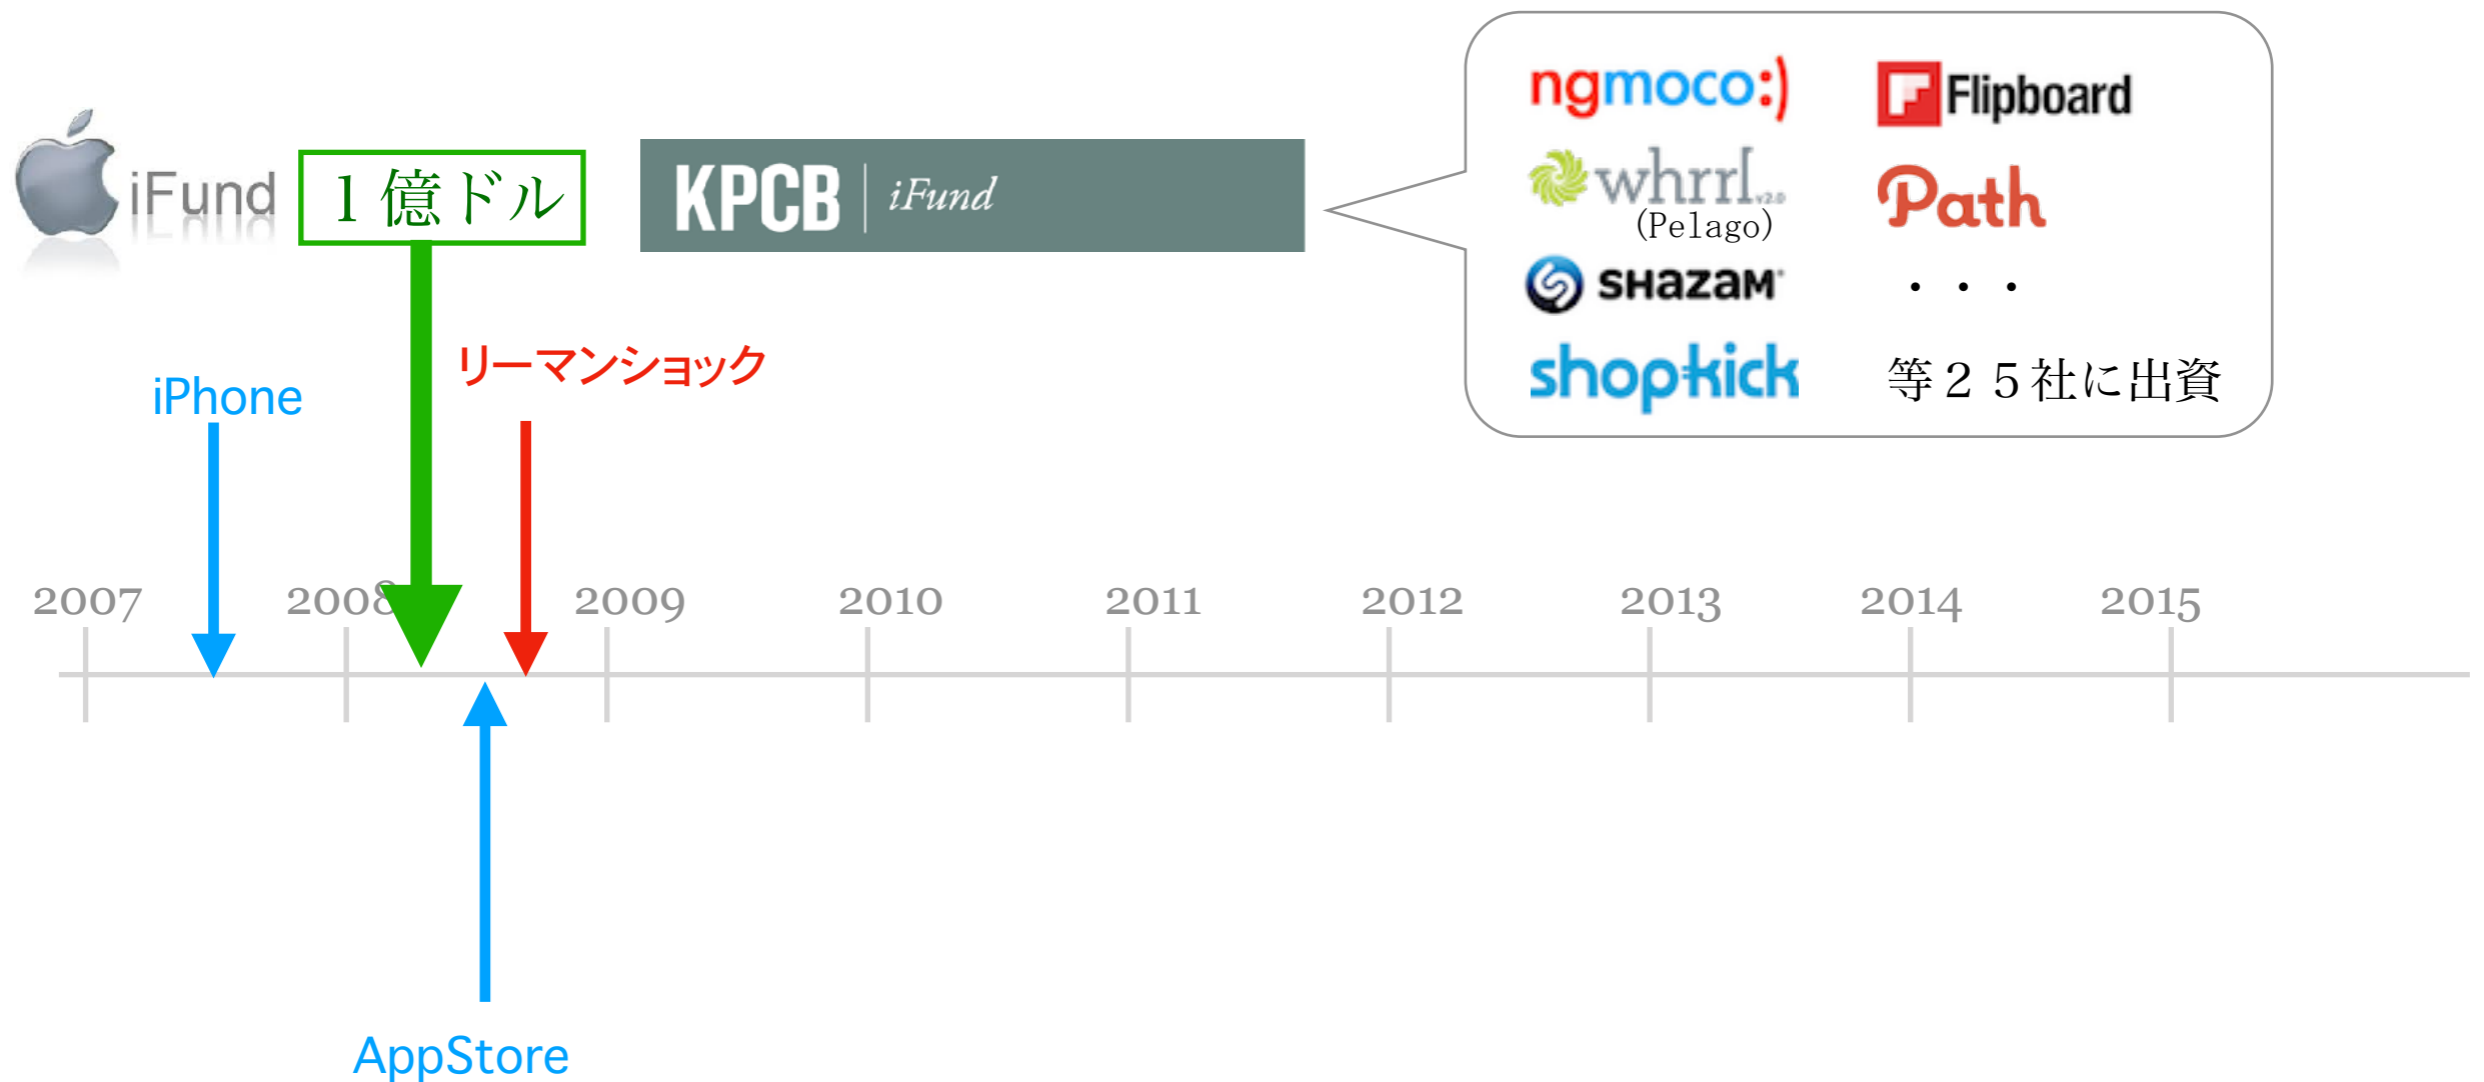 iFund
１億ドル
KPCB | iFund
ngmoco:)
Flipboard
whrrl v2.0
(Pelago)
Path
SHAZAM
・・・
shopkick
等２５社に出資
リーマンショック
iPhone
2007 2008 2009 2010 2011 2012 2013 2014 2015
AppStore